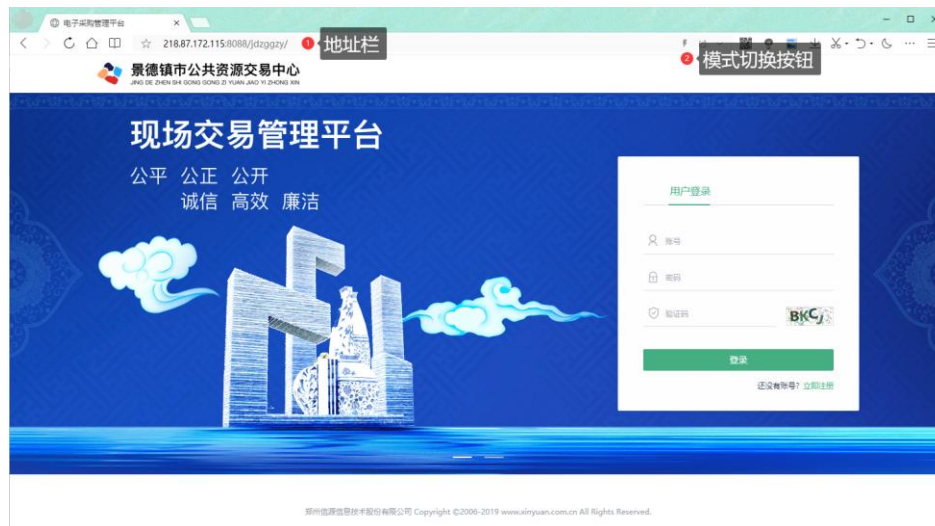 电子采购管理平台
218.87.172.115:8088/jdzggzy/
1 地址栏
2 模式切换按钮
景德镇市公共资源交易中心
JING DE ZHEN SHI GONG GONG ZI YUAN JIAO YI ZHONG XIN
现场交易管理平台
公平 公正 公开
诚信 高效 廉洁
用户登录
账号
密码
验证码
BKCJ
登录
还没有账号? 立即注册
郑州信源信息技术股份有限公司 Copyright ©2006-2019 www.xinyuan.com.cn All Rights Reserved.